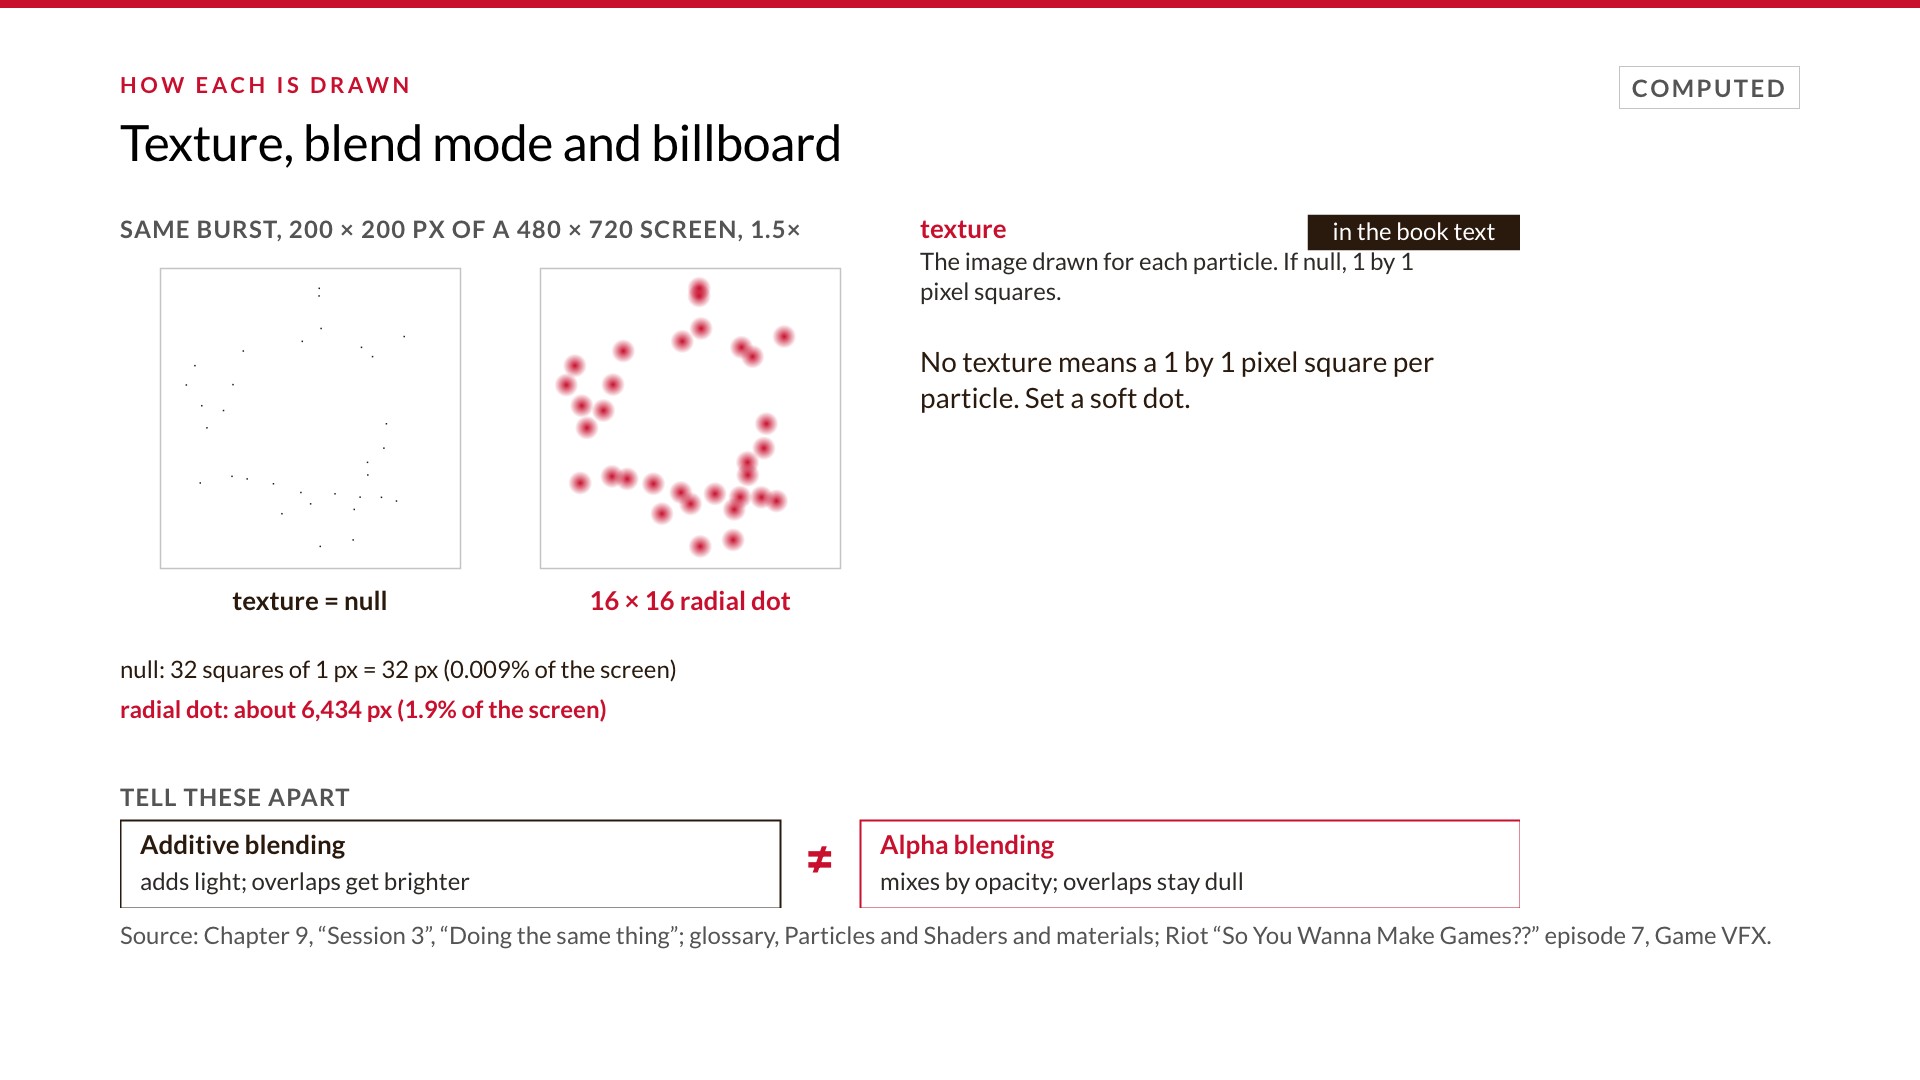 HOW EACH IS DRAWN
COMPUTED
Texture, blend mode and billboard
SAME BURST, 200 × 200 PX OF A 480 × 720 SCREEN, 1.5×
texture = null
16 × 16 radial dot
null: 32 squares of 1 px = 32 px (0.009% of the screen)
radial dot: about 6,434 px (1.9% of the screen)
texture
in the book text
The image drawn for each particle. If null, 1 by 1
pixel squares.
No texture means a 1 by 1 pixel square per
particle. Set a soft dot.
TELL THESE APART
Additive blending
adds light; overlaps get brighter
≠
Alpha blending
mixes by opacity; overlaps stay dull
Source: Chapter 9, “Session 3”, “Doing the same thing”; glossary, Particles and Shaders and materials; Riot “So You Wanna Make Games??” episode 7, Game VFX.